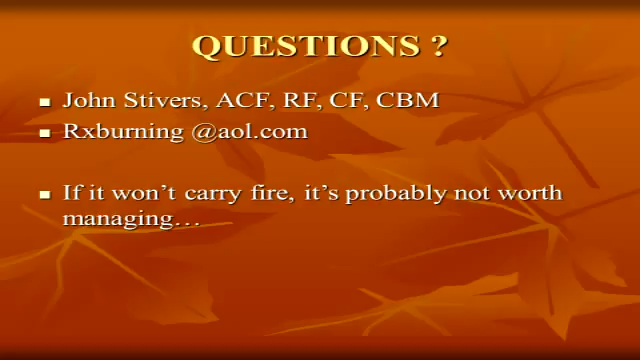 QUESTIONS ?
John Stivers, ACF, RF, CF, CBM
Rxburning @aol.com
If it won't carry fire, it's probably not worth
managing…